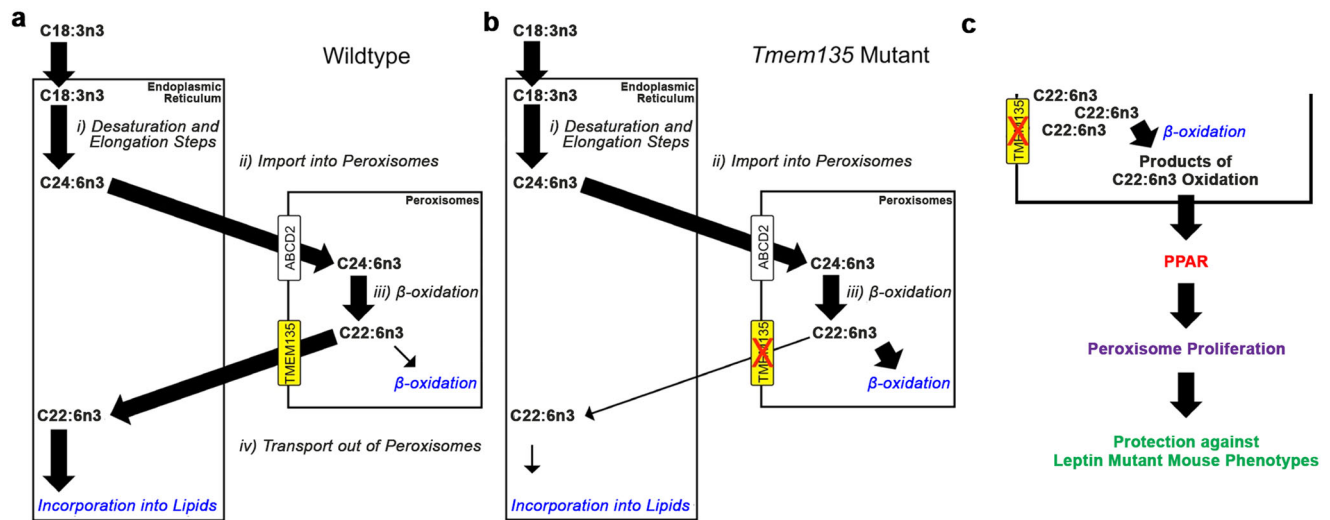 a
C18:3n3
Wildtype
Endoplasmic
Reticulum
C18:3n3
i) Desaturation and
Elongation Steps
ii) Import into Peroxisomes
C24:6n3
Peroxisomes
ABCD2
C24:6n3
iii) β-oxidation
TMEM135
C22:6n3
β-oxidation
C22:6n3
iv) Transport out of Peroxisomes
Incorporation into Lipids
b
C18:3n3
Tmem135 Mutant
Endoplasmic
Reticulum
C18:3n3
i) Desaturation and
Elongation Steps
ii) Import into Peroxisomes
C24:6n3
Peroxisomes
ABCD2
C24:6n3
iii) β-oxidation
TMEM135
C22:6n3
β-oxidation
C22:6n3
Incorporation into Lipids
c
TMEM135
C22:6n3
C22:6n3
C22:6n3
β-oxidation
Products of
C22:6n3 Oxidation
PPAR
Peroxisome Proliferation
Protection against
Leptin Mutant Mouse Phenotypes